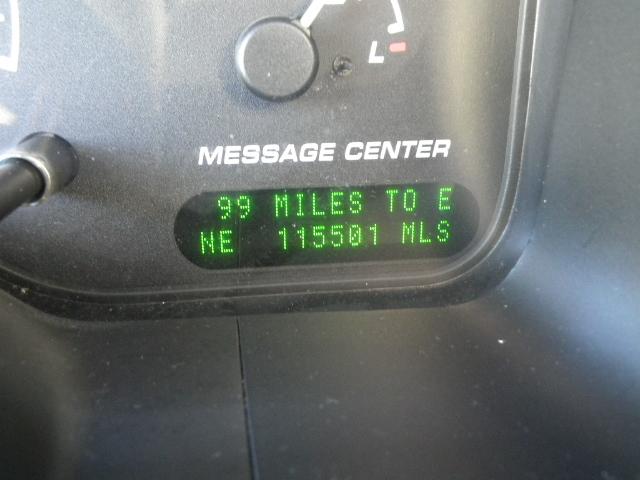 L
MESSAGE CENTER
99 MILES TO E
NE 115501 MLS